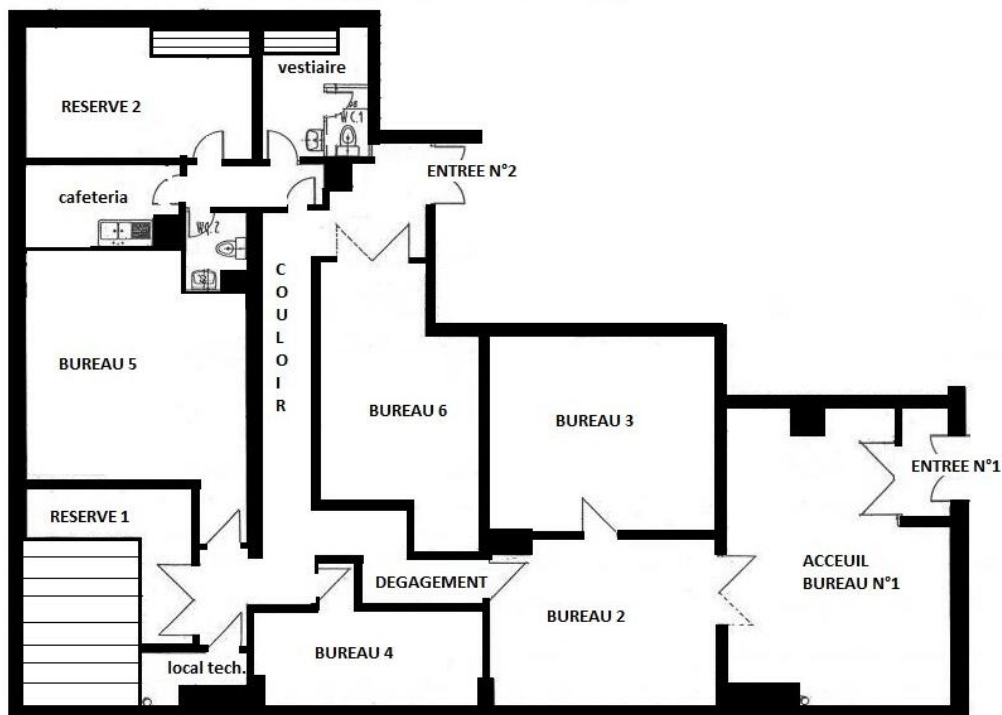 vestiaire
RESERVE 2
W.C.1
ENTREE N°2
cafeteria
W.C.2
C
O
U
L
O
I
R
BUREAU 5
BUREAU 6
BUREAU 3
ENTREE N°1
RESERVE 1
ACCEUIL
BUREAU N°1
DEGAGEMENT
BUREAU 2
BUREAU 4
local tech.